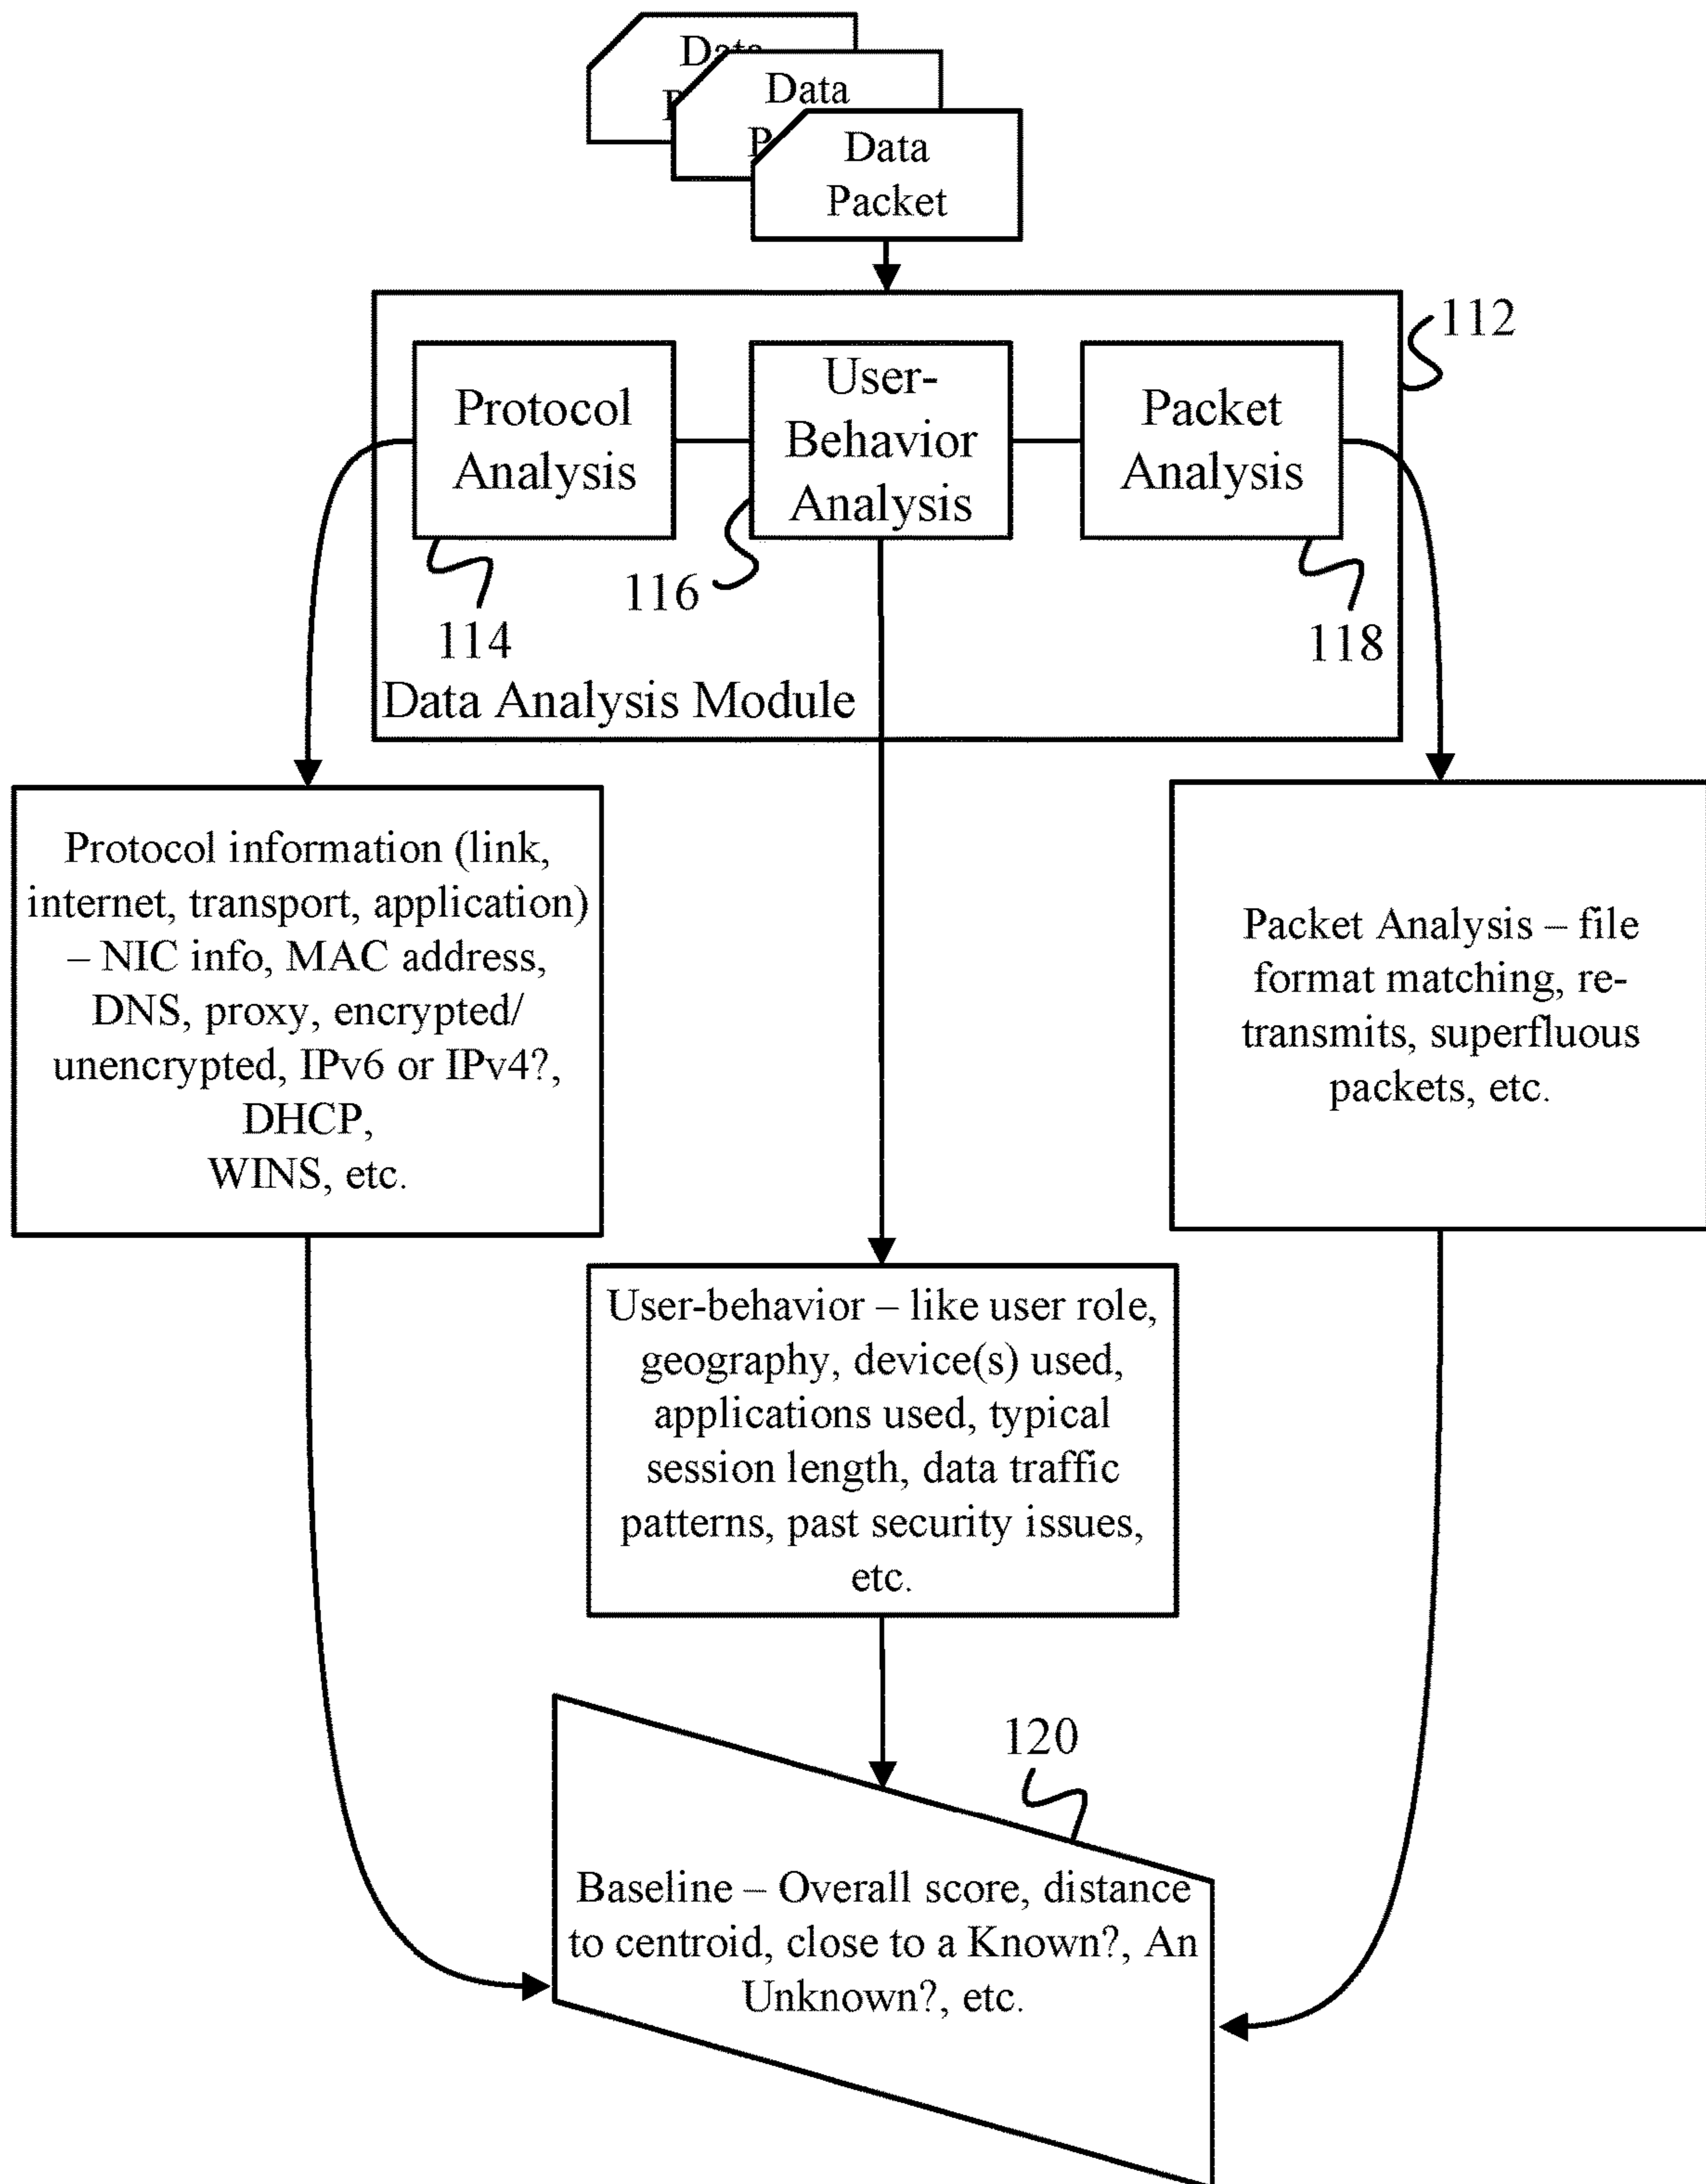 Data
Data
P
Data
Packet
112
Protocol
Analysis
User-
Behavior
Analysis
Packet
Analysis
116
114
118
Data Analysis Module
Protocol information (link,
internet, transport, application)
– NIC info, MAC address,
DNS, proxy, encrypted/
unencrypted, IPv6 or IPv4?,
DHCP,
WINS, etc.
Packet Analysis – file
format matching, re-
transmits, superfluous
packets, etc.
User-behavior – like user role,
geography, device(s) used,
applications used, typical
session length, data traffic
patterns, past security issues,
etc.
120
Baseline – Overall score, distance
to centroid, close to a Known?, An
Unknown?, etc.